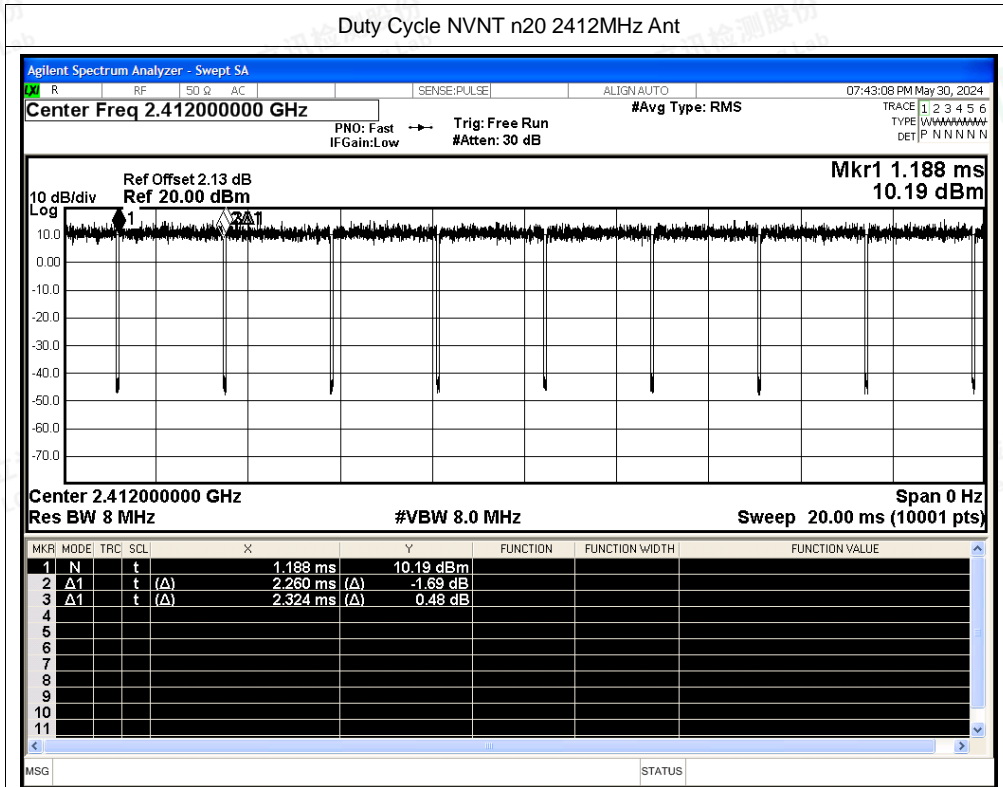 Duty Cycle NVNT n20 2412MHz Ant
Agilent Spectrum Analyzer - Swept SA
LXI R RF 50 Ω AC SENSE:PULSE ALIGN AUTO 07:43:08 PM May 30, 2024
Center Freq 2.412000000 GHz #Avg Type: RMS TRACE 1 2 3 4 5 6
PNO: Fast Trig: Free Run TYPE WWWWWW
IFGain:Low #Atten: 30 dB DET P N N N N N
Mkr1 1.188 ms
Ref Offset 2.13 dB
10 dB/div Ref 20.00 dBm 10.19 dBm
Log
1 2 3Δ1
10.0
0.00
-10.0
-20.0
-30.0
-40.0
-50.0
-60.0
-70.0
Center 2.412000000 GHz Span 0 Hz
Res BW 8 MHz #VBW 8.0 MHz Sweep 20.00 ms (10001 pts)
MKR MODE TRC SCL X Y FUNCTION FUNCTION WIDTH FUNCTION VALUE
1 N t 1.188 ms 10.19 dBm
2 Δ1 t (Δ) 2.260 ms (Δ) -1.69 dB
3 Δ1 t (Δ) 2.324 ms (Δ) 0.48 dB
4
5
6
7
8
9
10
11
MSG STATUS